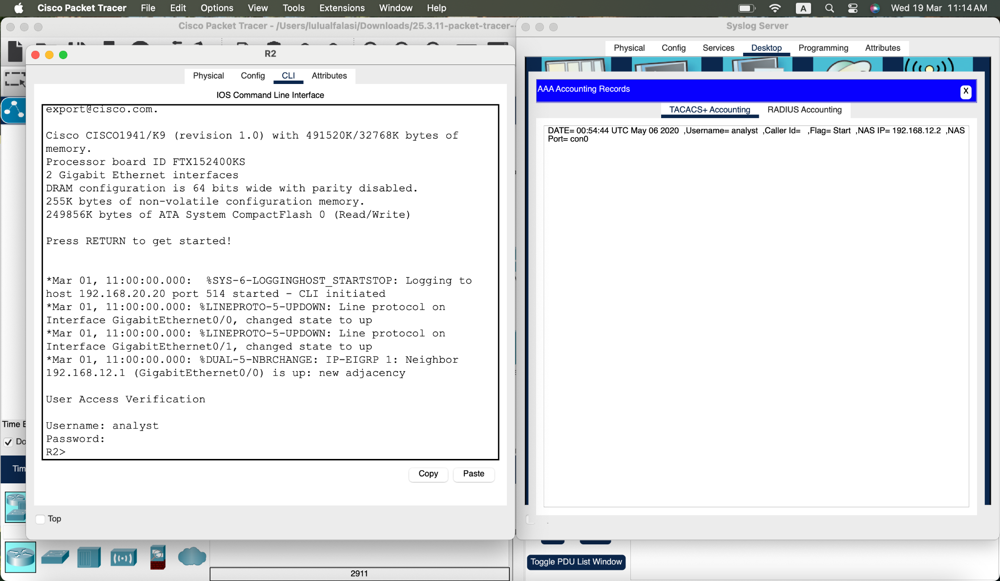 Cisco Packet Tracer File Edit Options View Tools Extensions Window Help A Wed 19 Mar 11:14 AM
Cisco Packet Tracer - /Users/lulualfalasi/Downloads/25.3.11-packet-tracer-
R2
Physical Config CLI Attributes
IOS Command Line Interface
export@cisco.com.
Cisco CISCO1941/K9 (revision 1.0) with 491520K/32768K bytes of
memory.
Processor board ID FTX152400KS
2 Gigabit Ethernet interfaces
DRAM configuration is 64 bits wide with parity disabled.
255K bytes of non-volatile configuration memory.
249856K bytes of ATA System CompactFlash 0 (Read/Write)
Press RETURN to get started!
*Mar 01, 11:00:00.000:  %SYS-6-LOGGINGHOST_STARTSTOP: Logging to
host 192.168.20.20 port 514 started - CLI initiated
*Mar 01, 11:00:00.000: %LINEPROTO-5-UPDOWN: Line protocol on
Interface GigabitEthernet0/0, changed state to up
*Mar 01, 11:00:00.000: %LINEPROTO-5-UPDOWN: Line protocol on
Interface GigabitEthernet0/1, changed state to up
*Mar 01, 11:00:00.000: %DUAL-5-NBRCHANGE: IP-EIGRP 1: Neighbor
192.168.12.1 (GigabitEthernet0/0) is up: new adjacency
User Access Verification
Username: analyst
Password:
R2>
Copy Paste
Top
Time
Do
Tim
2911
Syslog Server
Physical Config Services Desktop Programming Attributes
AAA Accounting Records X
TACACS+ Accounting RADIUS Accounting
DATE= 00:54:44 UTC May 06 2020 ,Username= analyst ,Caller Id= ,Flag= Start ,NAS IP= 192.168.12.2 ,NAS
Port= con0
Toggle PDU List Window